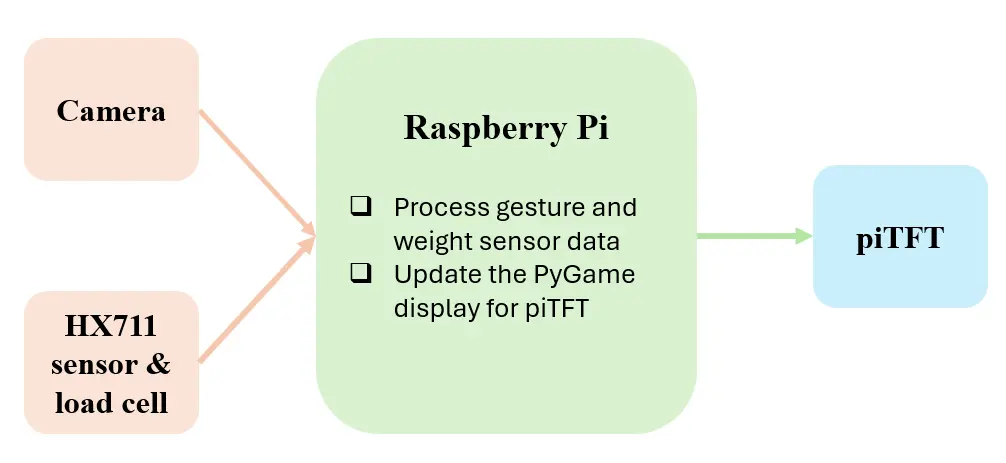 Camera
HX711
sensor &
load cell
Raspberry Pi
❑ Process gesture and
weight sensor data
❑ Update the PyGame
display for piTFT
piTFT